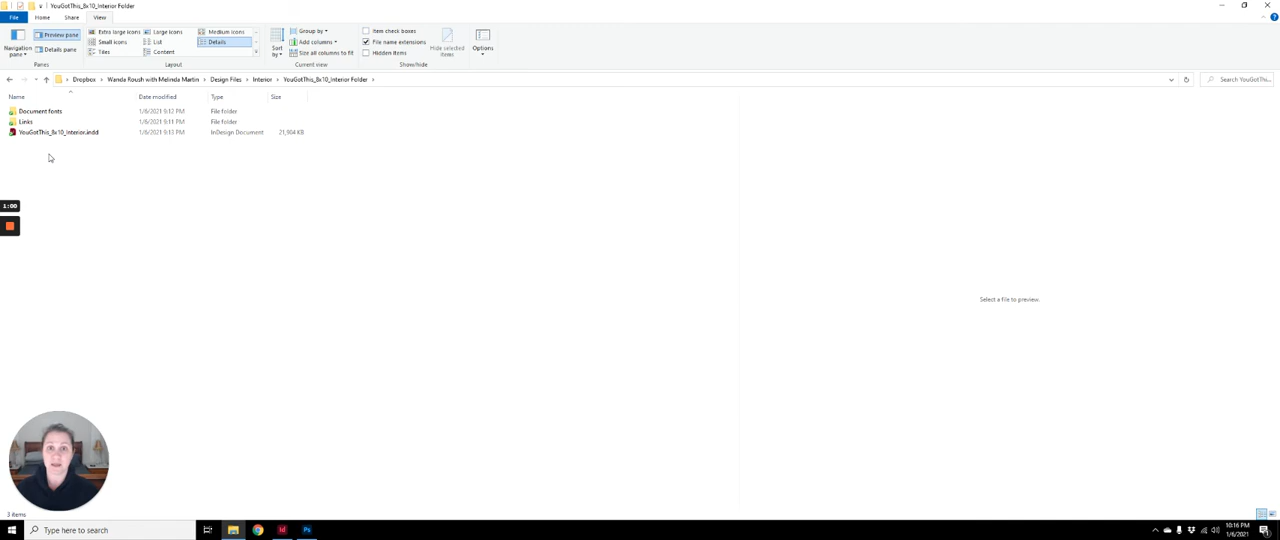 YouGotThis_8x10_Interior Folder
File Home Share View
Preview pane Extra large icons Large icons Medium icons Group by Item check boxes
Small icons List Details Add columns File name extensions
Navigation pane Details pane Tiles Content Sort by Size all columns to fit Hidden items Hide selected items Options
Panes Layout Current view Show/hide
Dropbox Wanda Roush with Melinda Martin Design Files Interior YouGotThis_8x10_Interior Folder Search YouGotThi...
Name Date modified Type Size
Document fonts 1/6/2021 9:12 PM File folder
Links 1/6/2021 9:11 PM File folder
YouGotThis_8x10_Interior.indd 1/6/2021 9:13 PM InDesign Document 21,904 KB
1:00
Select a file to preview.
3 items
Type here to search Id Ps 10:16 PM
1/6/2021